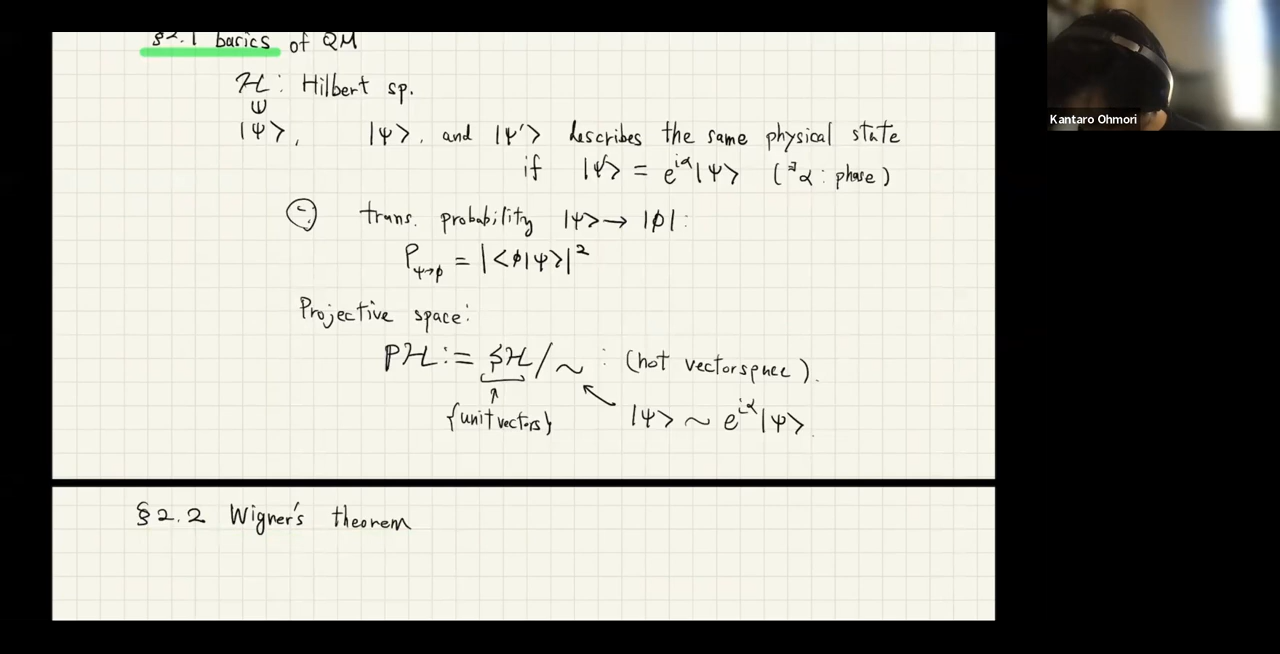 §2.1 basics of QM
ℋ : Hilbert sp.
Ψ
|Ψ>, |Ψ>, and |Ψ'> describes the same physical state
if |Ψ'> = e^{iα}|Ψ> (∃α : phase)
trans. probability |Ψ> → |φ| :
P_{Ψ→φ} = |<φ|Ψ>|²
Projective space:
Pℋ := Sℋ/~ : (not vectorspace).
{unit vectors} |Ψ> ~ e^{iα}|Ψ>.
§2.2 Wigner's theorem
Kantaro Ohmori